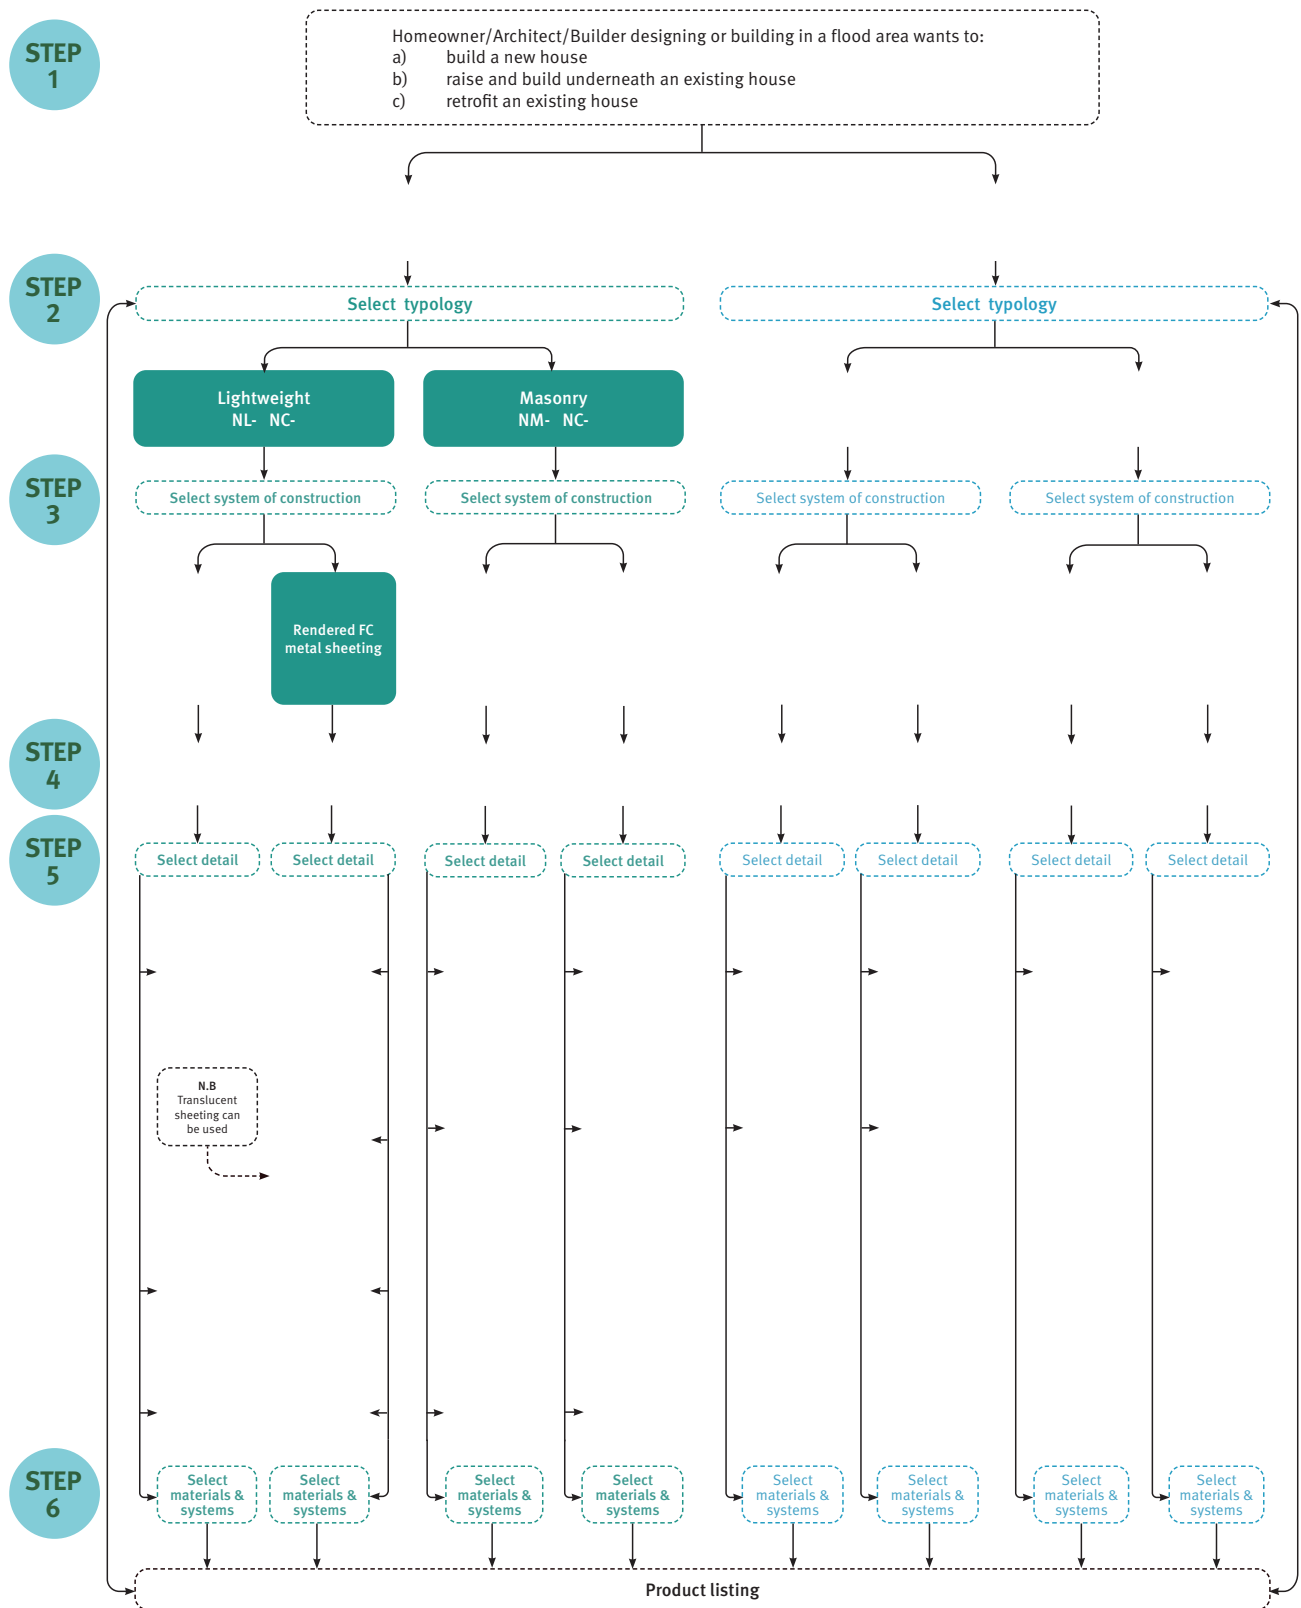 STEP
1
Homeowner/Architect/Builder designing or building in a flood area wants to:
a) build a new house
b) raise and build underneath an existing house
c) retrofit an existing house
STEP
2
Select typology
Select typology
Lightweight
NL- NC-
Masonry
NM- NC-
STEP
3
Select system of construction
Select system of construction
Select system of construction
Select system of construction
Rendered FC
metal sheeting
STEP
4
STEP
5
Select detail
Select detail
Select detail
Select detail
Select detail
Select detail
Select detail
Select detail
N.B
Translucent
sheeting can
be used
STEP
6
Select
materials &
systems
Select
materials &
systems
Select
materials &
systems
Select
materials &
systems
Select
materials &
systems
Select
materials &
systems
Select
materials &
systems
Select
materials &
systems
Product listing